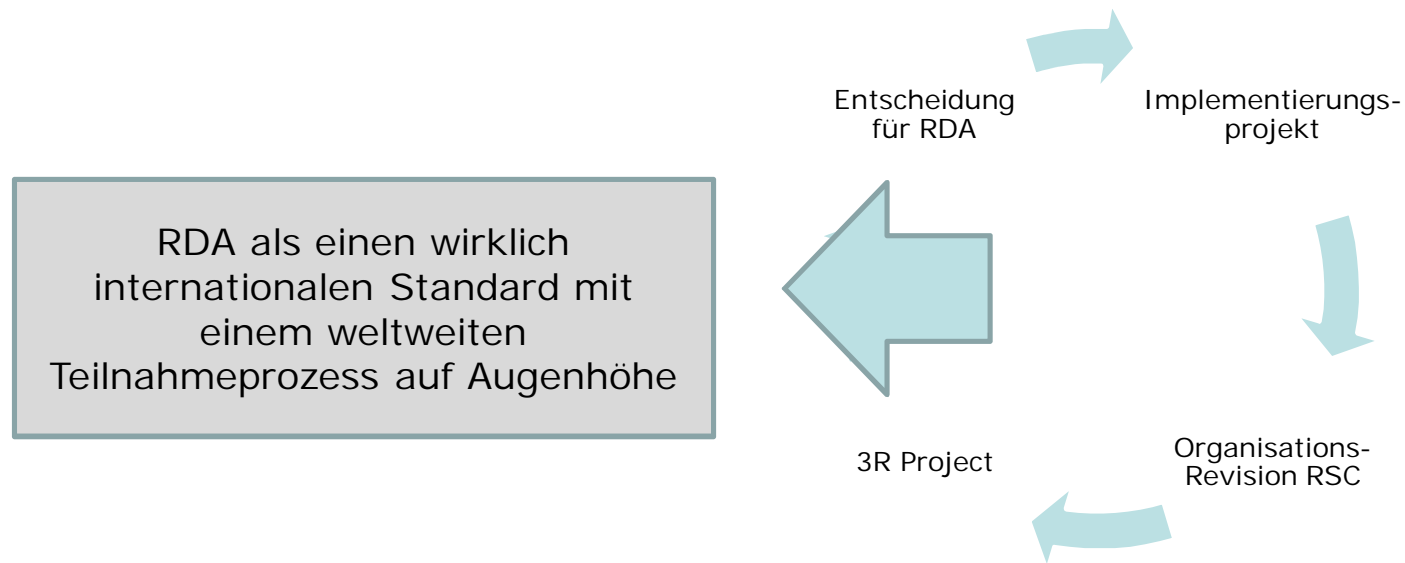 Entscheidung
für RDA
Implementierungs-
projekt
RDA als einen wirklich
internationalen Standard mit
einem weltweiten
Teilnahmeprozess auf Augenhöhe
3R Project
Organisations-
Revision RSC